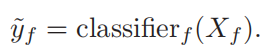 ỹ_f = classifier_f(X_f).